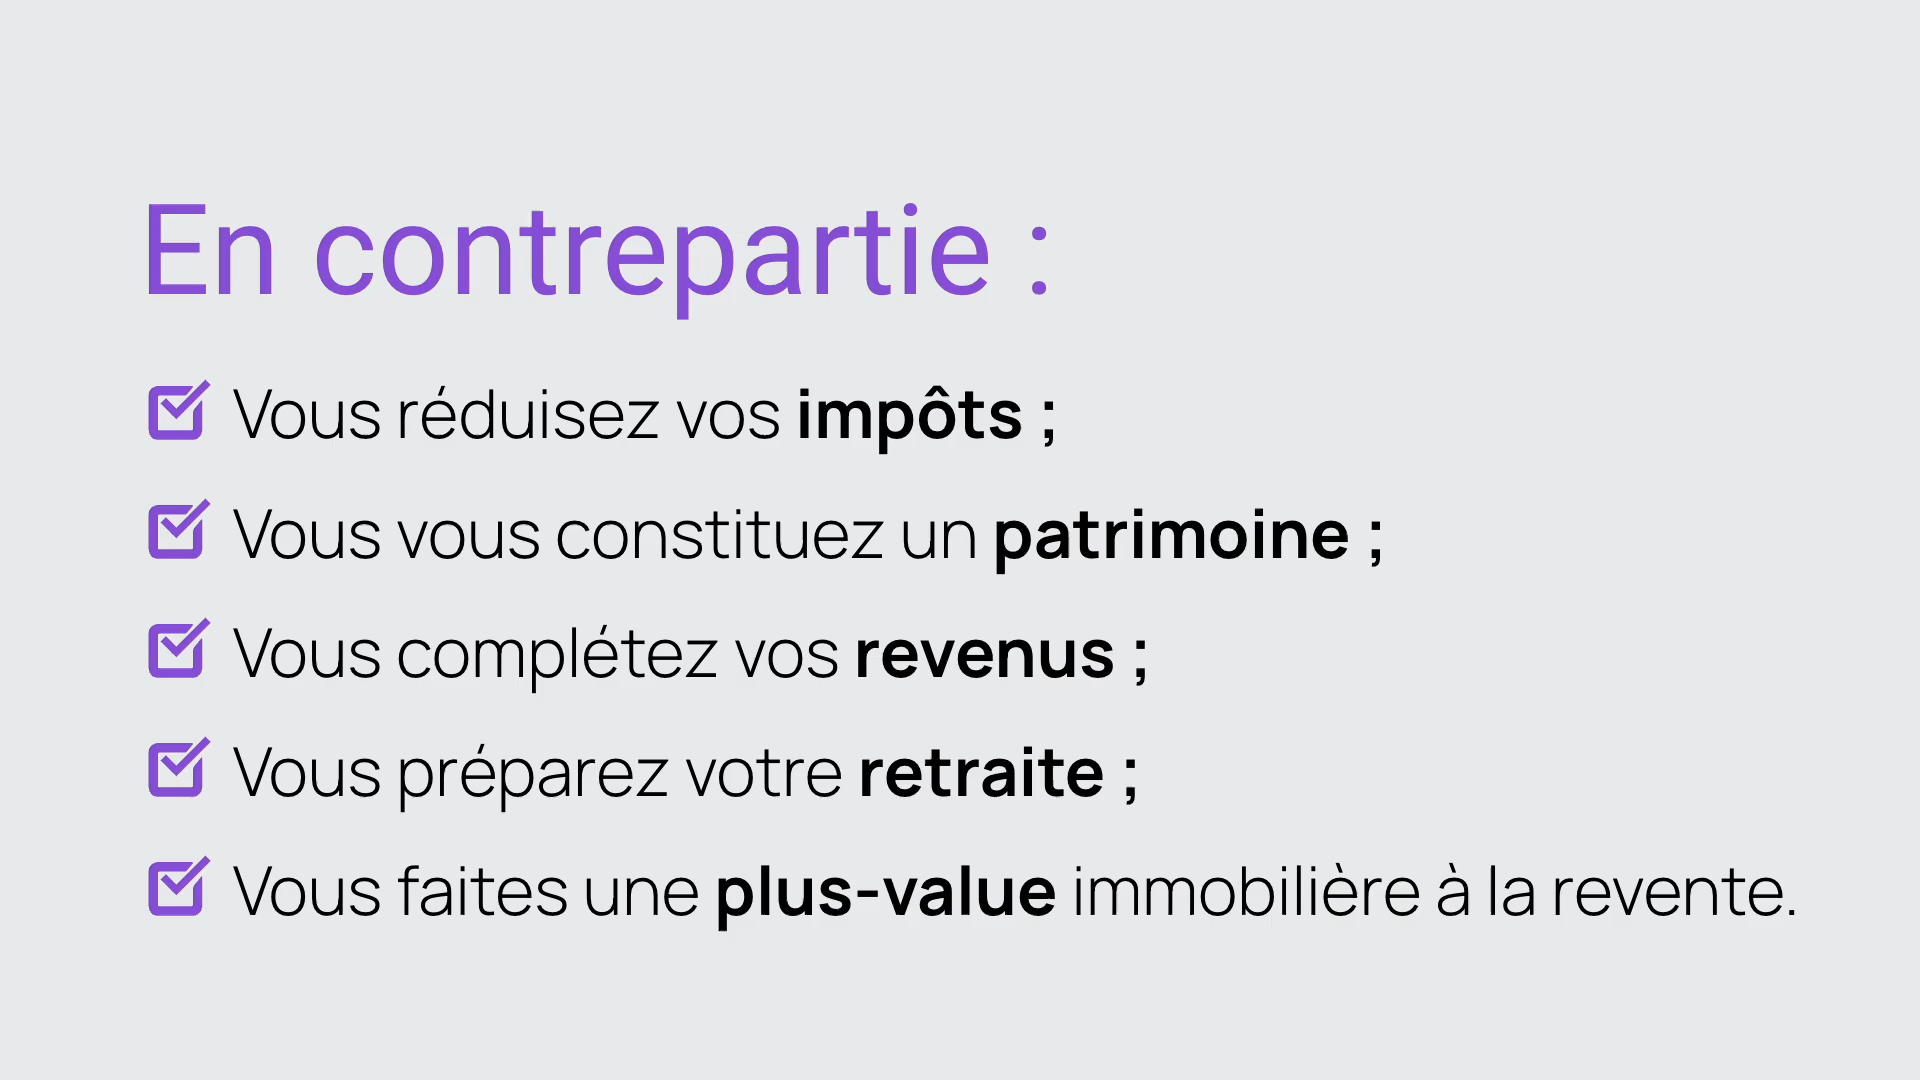 En contrepartie :
Vous réduisez vos impôts ;
Vous vous constituez un patrimoine ;
Vous complétez vos revenus ;
Vous préparez votre retraite ;
Vous faites une plus-value immobilière à la revente.